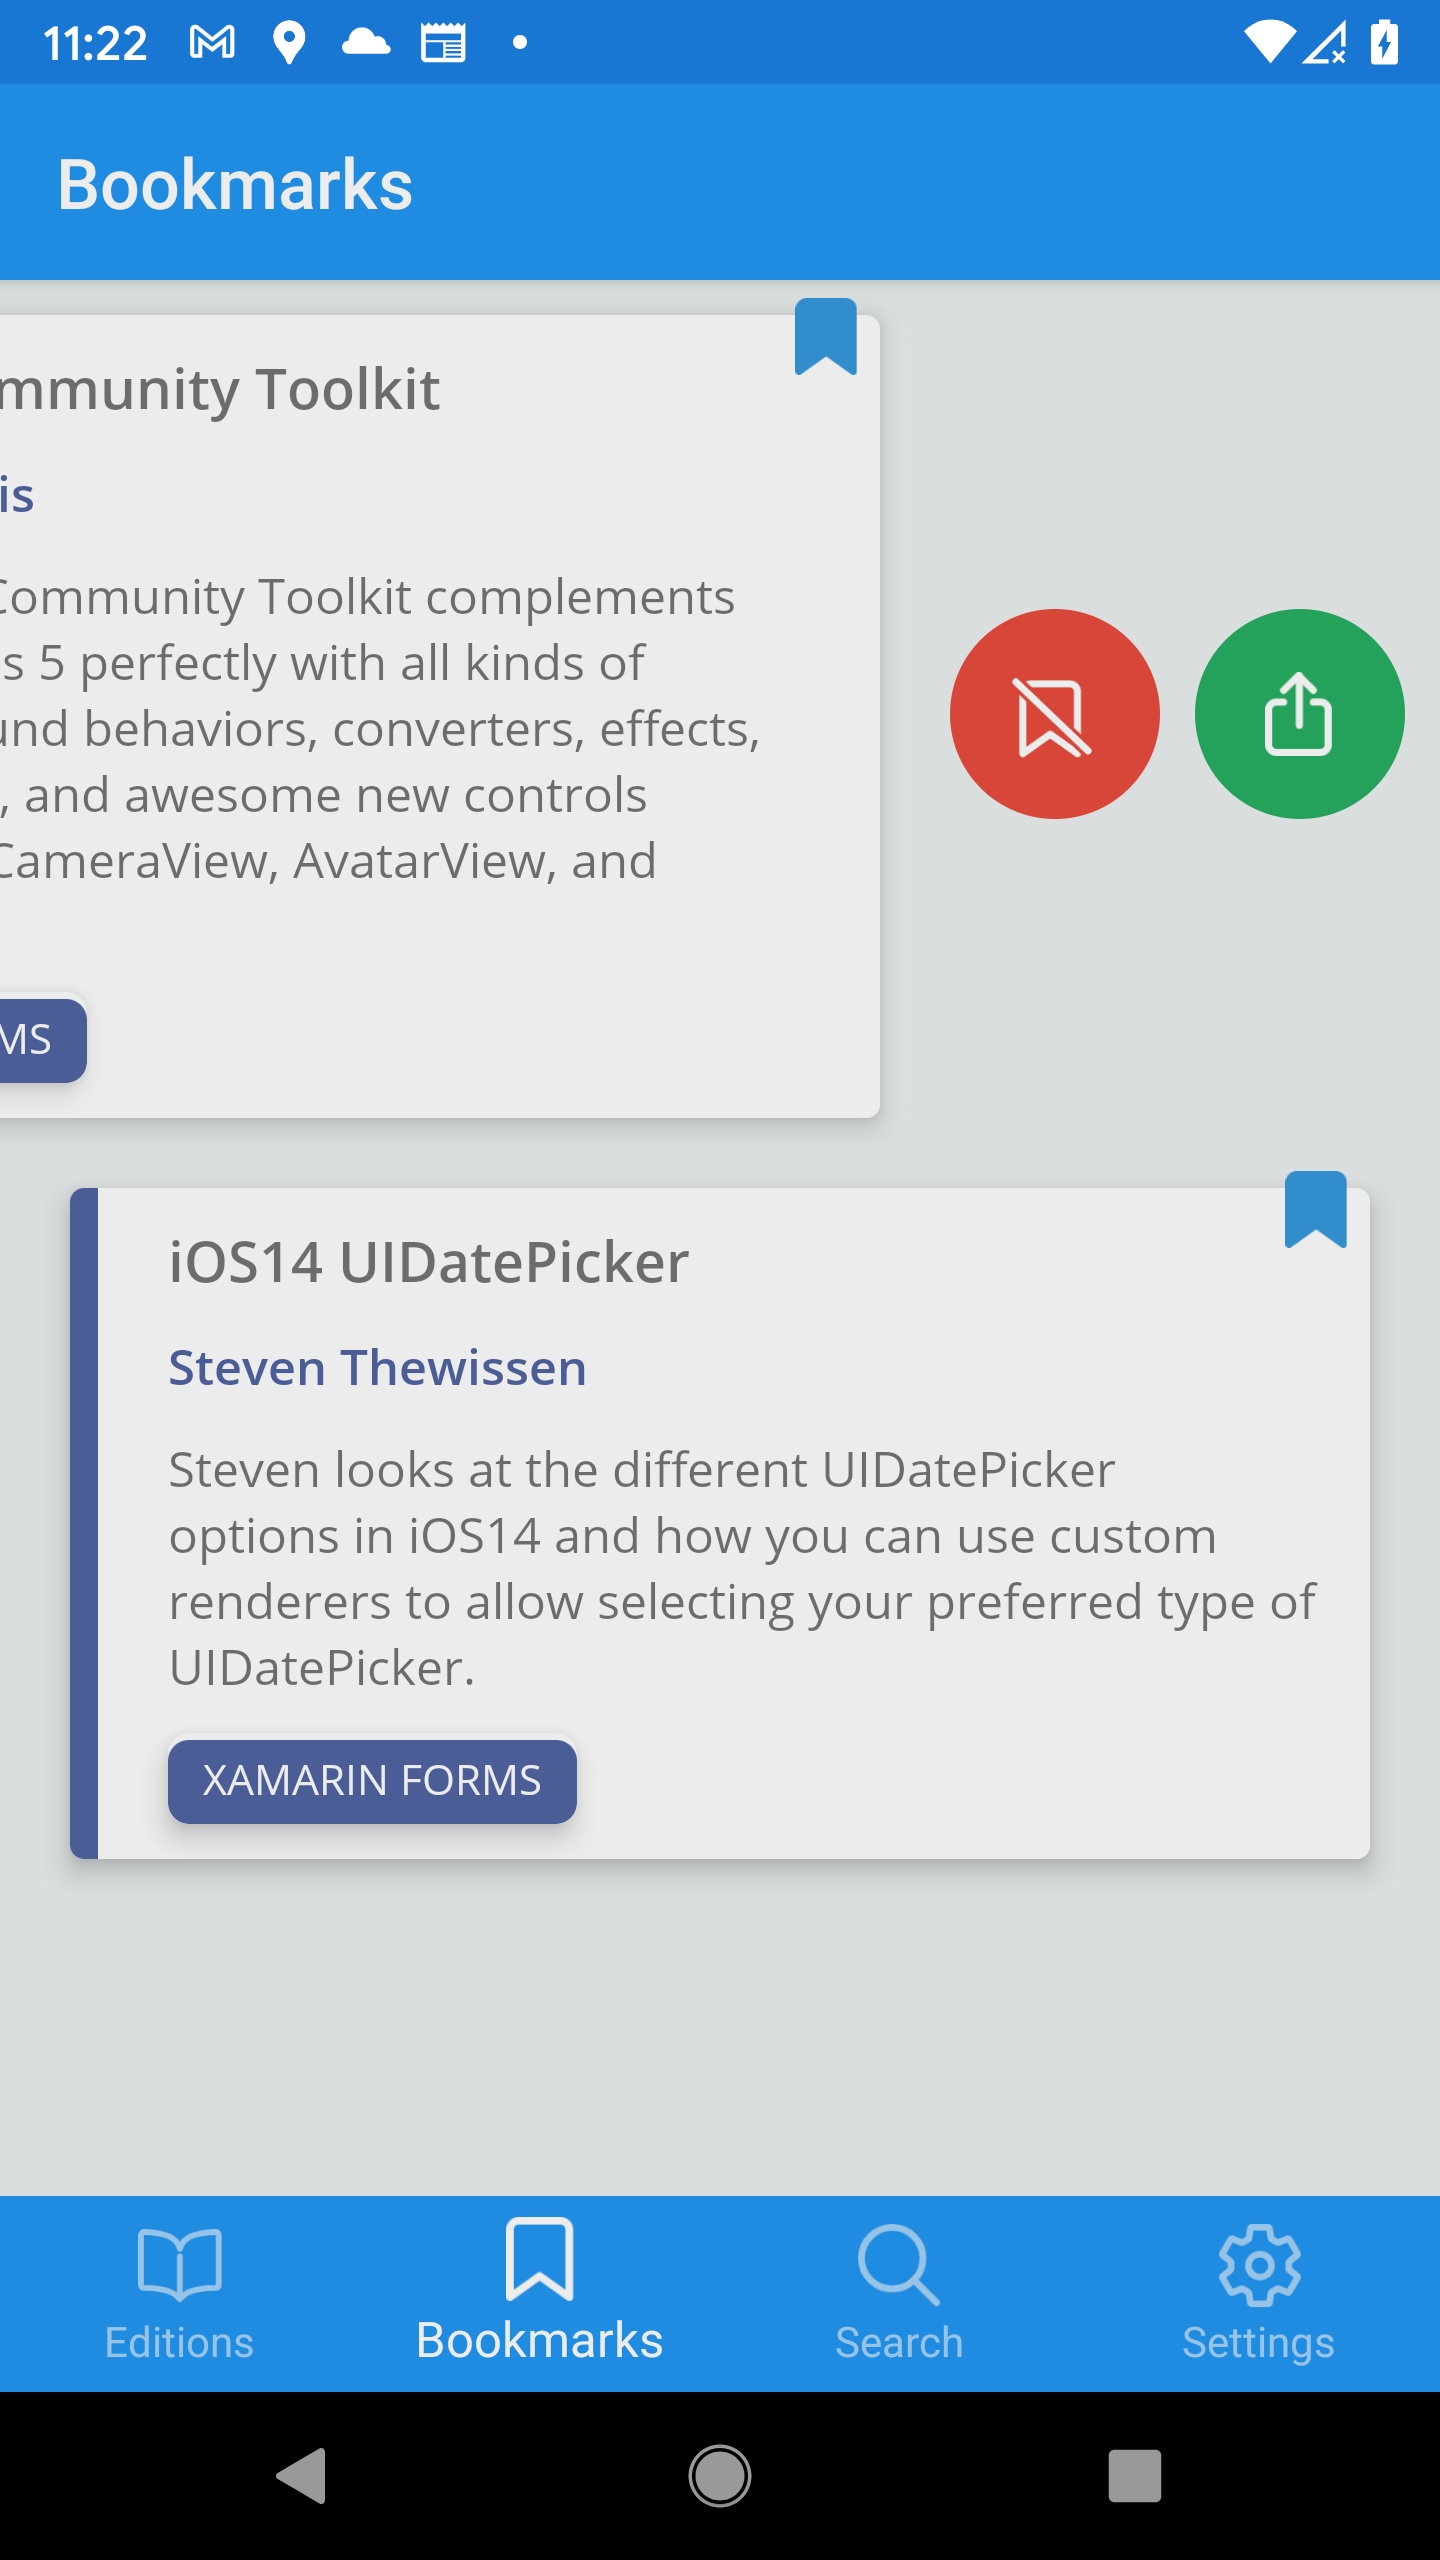 11:22
Bookmarks
mmunity Toolkit
is
Community Toolkit complements
s 5 perfectly with all kinds of
und behaviors, converters, effects,
, and awesome new controls
CameraView, AvatarView, and
MS
iOS14 UIDatePicker
Steven Thewissen
Steven looks at the different UIDatePicker
options in iOS14 and how you can use custom
renderers to allow selecting your preferred type of
UIDatePicker.
XAMARIN FORMS
Editions
Bookmarks
Search
Settings